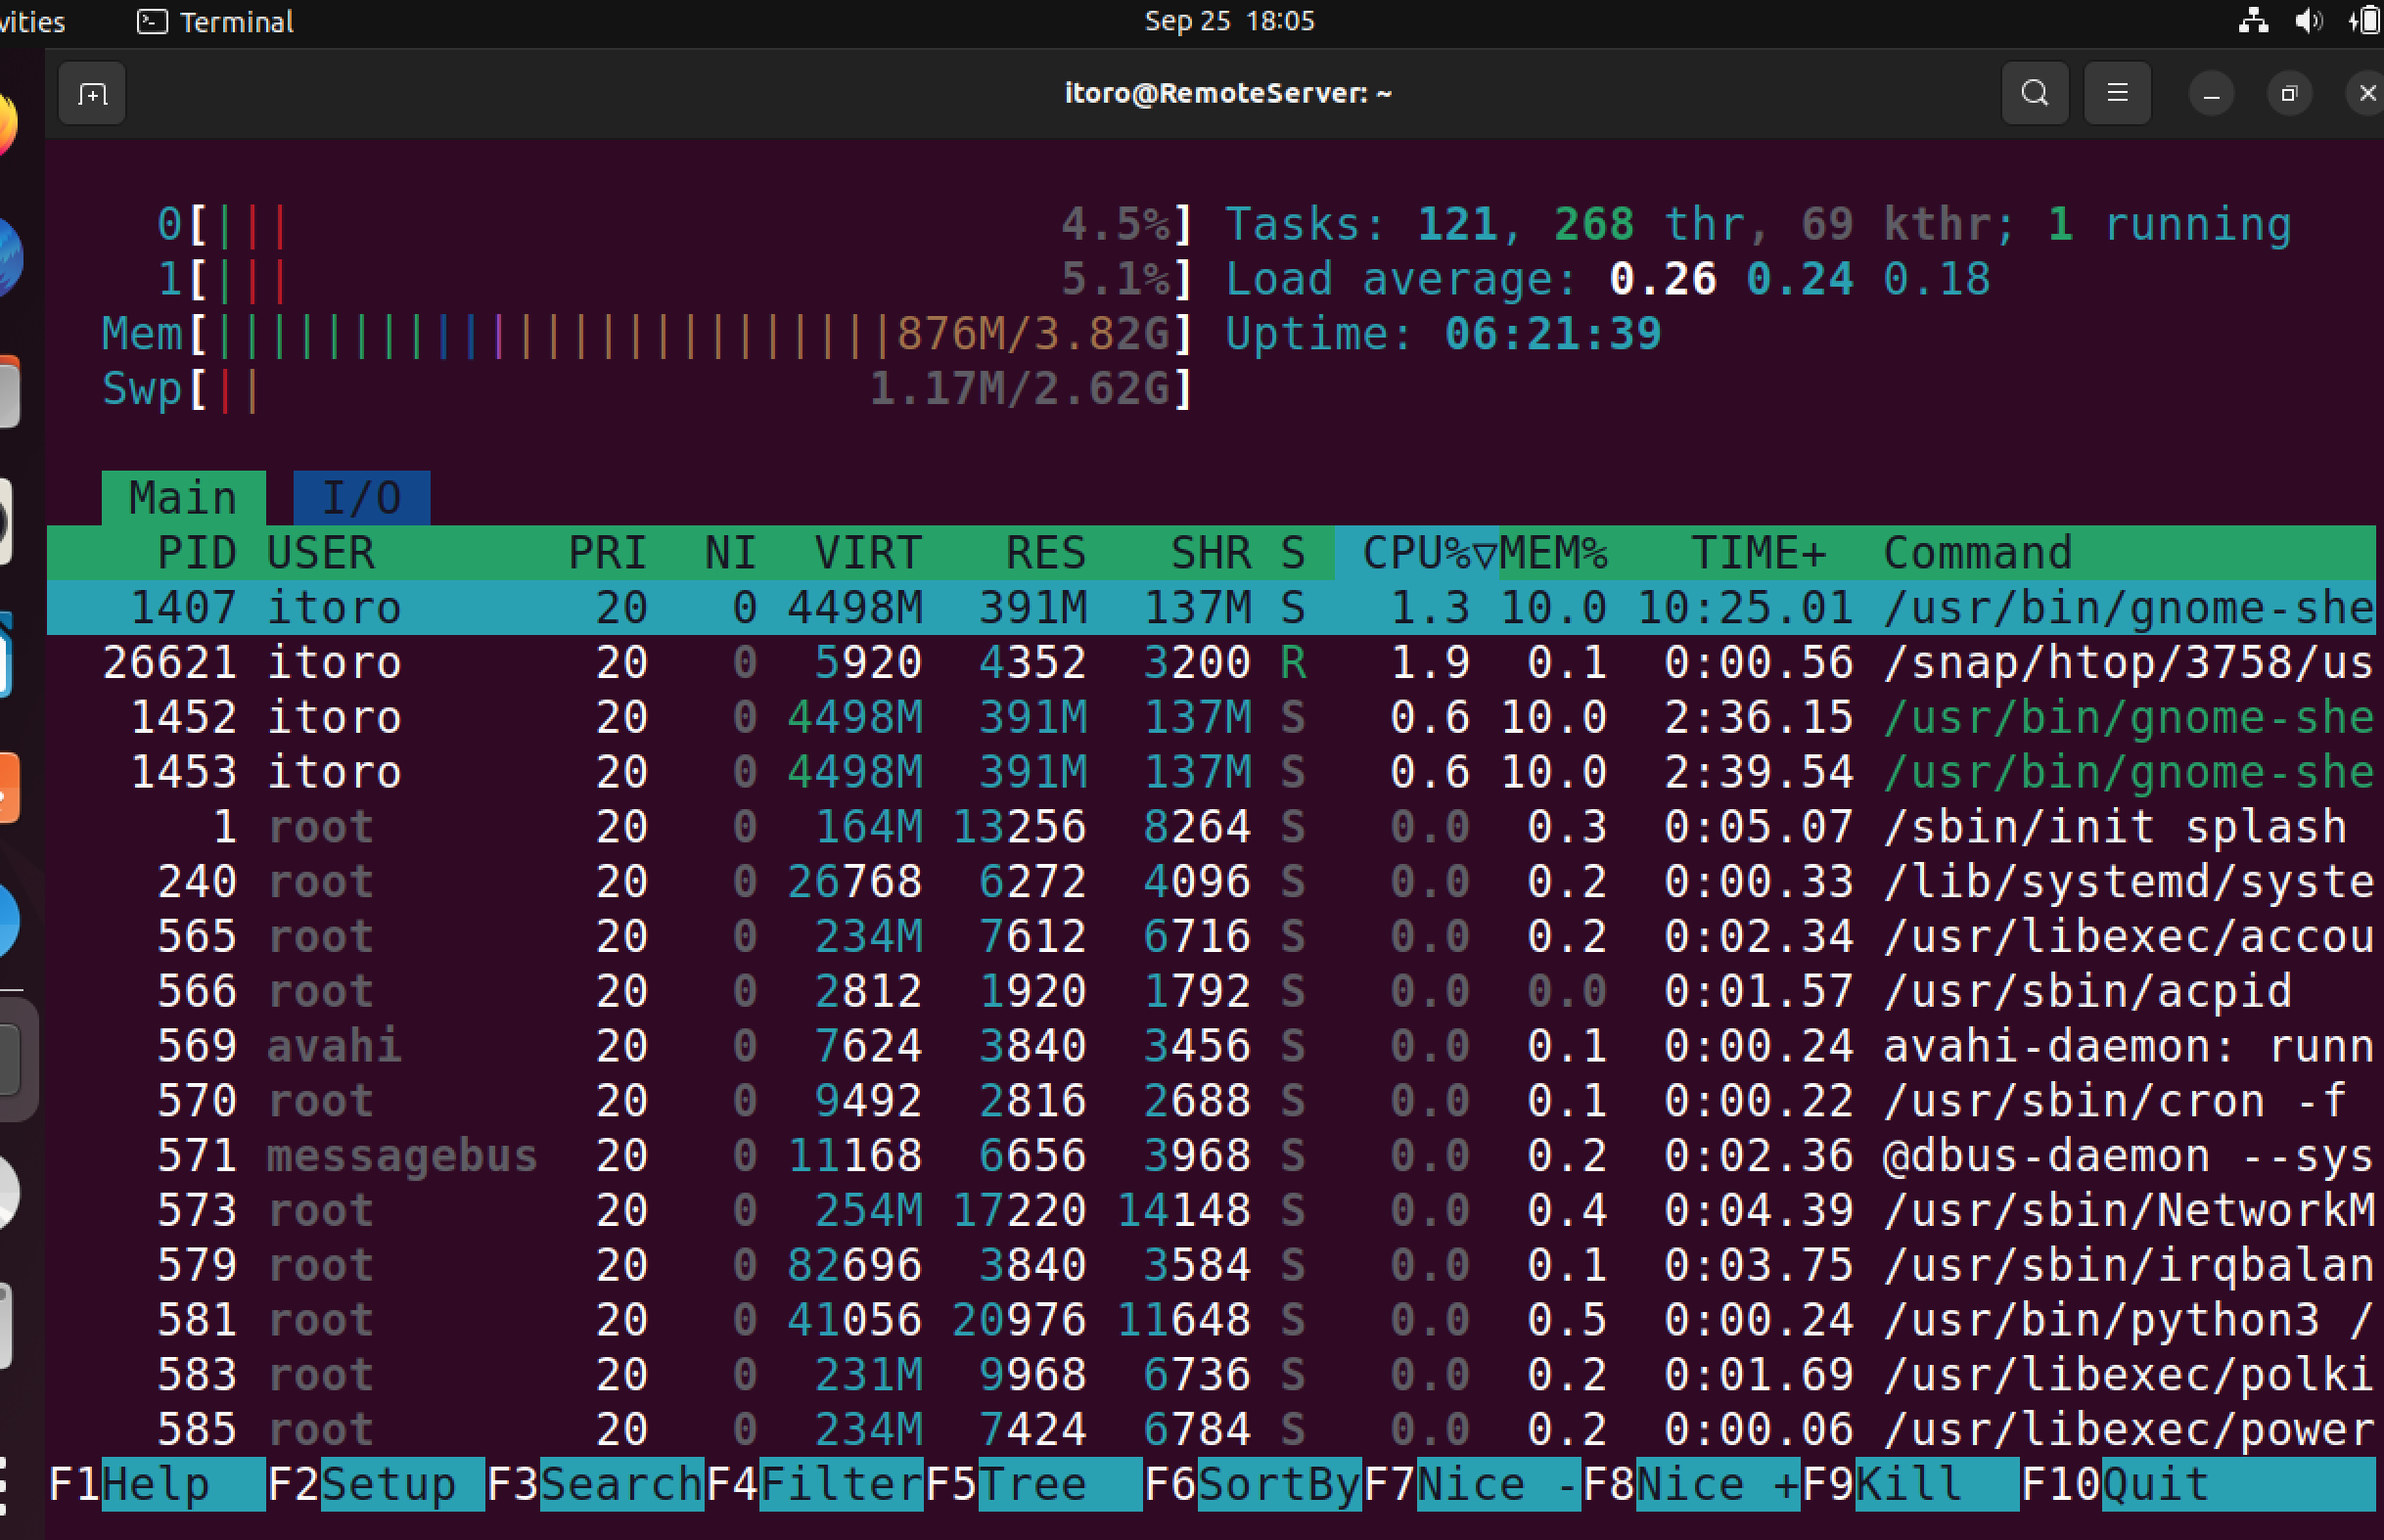 vities Terminal Sep 25 18:05
itoro@RemoteServer: ~
0[||| 4.5%] Tasks: 121, 268 thr, 69 kthr; 1 running
1[||| 5.1%] Load average: 0.26 0.24 0.18
Mem[|||||||||||||||||||||||||876M/3.82G] Uptime: 06:21:39
Swp[|| 1.17M/2.62G]
Main I/O
PID USER PRI NI VIRT RES SHR S CPU%▽MEM% TIME+ Command
1407 itoro 20 0 4498M 391M 137M S 1.3 10.0 10:25.01 /usr/bin/gnome-she
26621 itoro 20 0 5920 4352 3200 R 1.9 0.1 0:00.56 /snap/htop/3758/us
1452 itoro 20 0 4498M 391M 137M S 0.6 10.0 2:36.15 /usr/bin/gnome-she
1453 itoro 20 0 4498M 391M 137M S 0.6 10.0 2:39.54 /usr/bin/gnome-she
1 root 20 0 164M 13256 8264 S 0.0 0.3 0:05.07 /sbin/init splash
240 root 20 0 26768 6272 4096 S 0.0 0.2 0:00.33 /lib/systemd/syste
565 root 20 0 234M 7612 6716 S 0.0 0.2 0:02.34 /usr/libexec/accou
566 root 20 0 2812 1920 1792 S 0.0 0.0 0:01.57 /usr/sbin/acpid
569 avahi 20 0 7624 3840 3456 S 0.0 0.1 0:00.24 avahi-daemon: runn
570 root 20 0 9492 2816 2688 S 0.0 0.1 0:00.22 /usr/sbin/cron -f
571 messagebus 20 0 11168 6656 3968 S 0.0 0.2 0:02.36 @dbus-daemon --sys
573 root 20 0 254M 17220 14148 S 0.0 0.4 0:04.39 /usr/sbin/NetworkM
579 root 20 0 82696 3840 3584 S 0.0 0.1 0:03.75 /usr/sbin/irqbalan
581 root 20 0 41056 20976 11648 S 0.0 0.5 0:00.24 /usr/bin/python3 /
583 root 20 0 231M 9968 6736 S 0.0 0.2 0:01.69 /usr/libexec/polki
585 root 20 0 234M 7424 6784 S 0.0 0.2 0:00.06 /usr/libexec/power
F1Help F2Setup F3SearchF4FilterF5Tree F6SortByF7Nice -F8Nice +F9Kill F10Quit